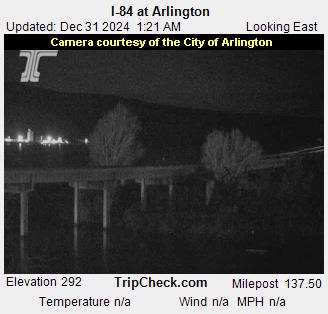 I-84 at Arlington
Updated: Dec 31 2024 1:21 AM Looking East
Camera courtesy of the City of Arlington
Elevation 292 TripCheck.com Milepost 137.50
Temperature n/a Wind n/a MPH n/a